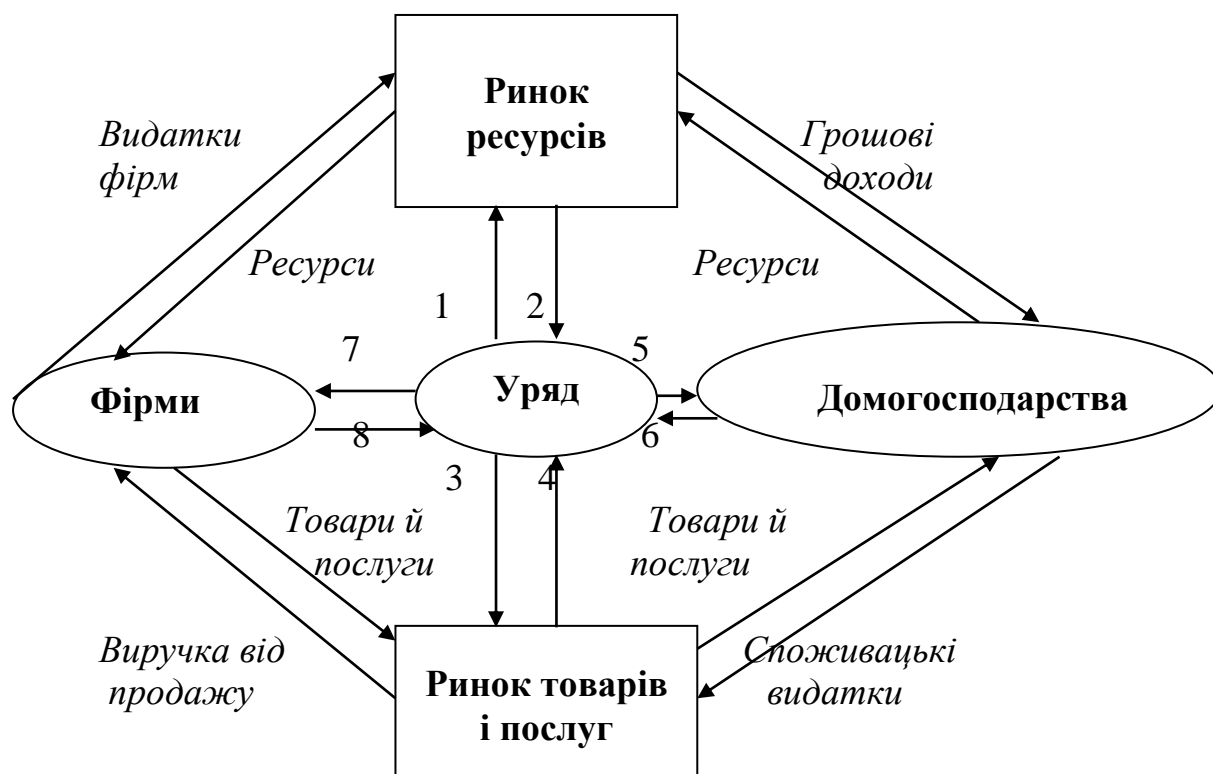 Ринок
ресурсів
Видатки
фірм
Грошові
доходи
Ресурси
Ресурси
1
2
7
5
Фірми
Уряд
Домогосподарства
8
6
3
4
Товари й
послуги
Товари й
послуги
Виручка від
продажу
Ринок товарів
і послуг
Споживацькі
видатки